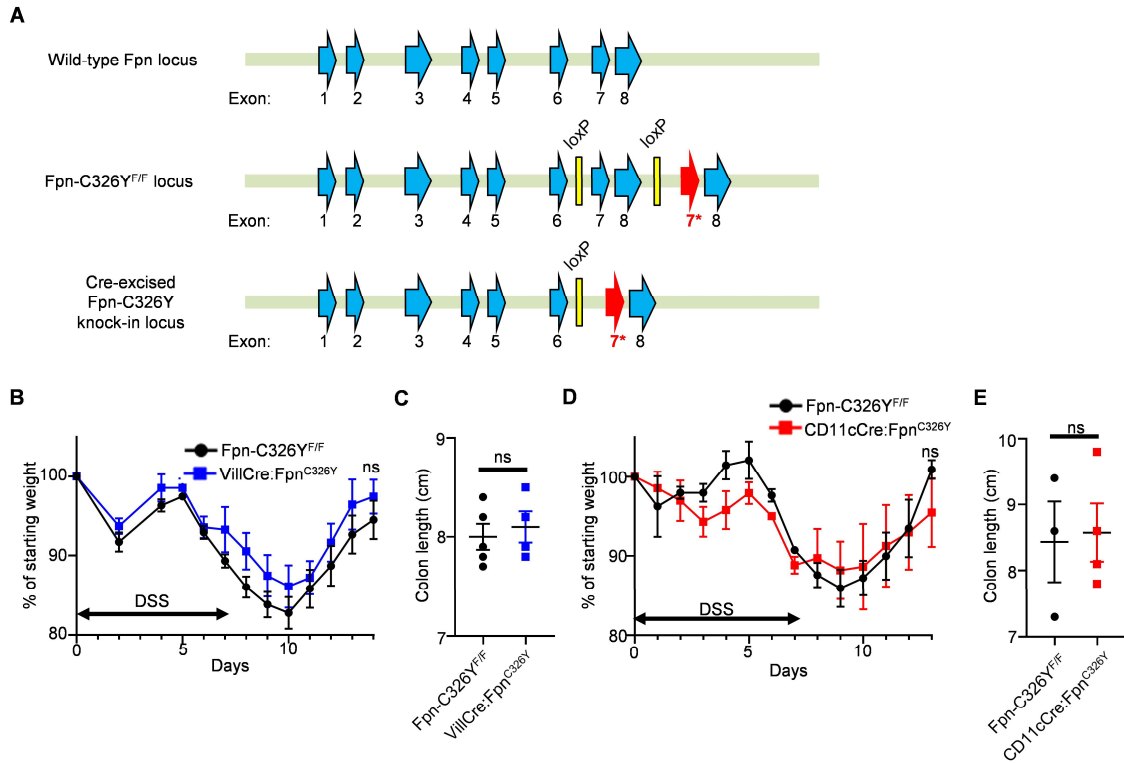 A
Wild-type Fpn locus
Exon: 1 2 3 4 5 6 7 8
loxP loxP
Fpn-C326Y^F/F locus
Exon: 1 2 3 4 5 6 7 8 7* 8
loxP
Cre-excised
Fpn-C326Y
knock-in locus
Exon: 1 2 3 4 5 6 7* 8
B
Fpn-C326Y^F/F
VillCre:Fpn^C326Y
ns
% of starting weight
100
90
80
DSS
0 5 10
Days
C
ns
Colon length (cm)
9
8
7
Fpn-C326Y^F/F
VillCre:Fpn^C326Y
D
Fpn-C326Y^F/F
CD11cCre:Fpn^C326Y
ns
% of starting weight
100
90
80
DSS
0 5 10
Days
E
ns
Colon length (cm)
10
9
8
7
Fpn-C326Y^F/F
CD11cCre:Fpn^C326Y